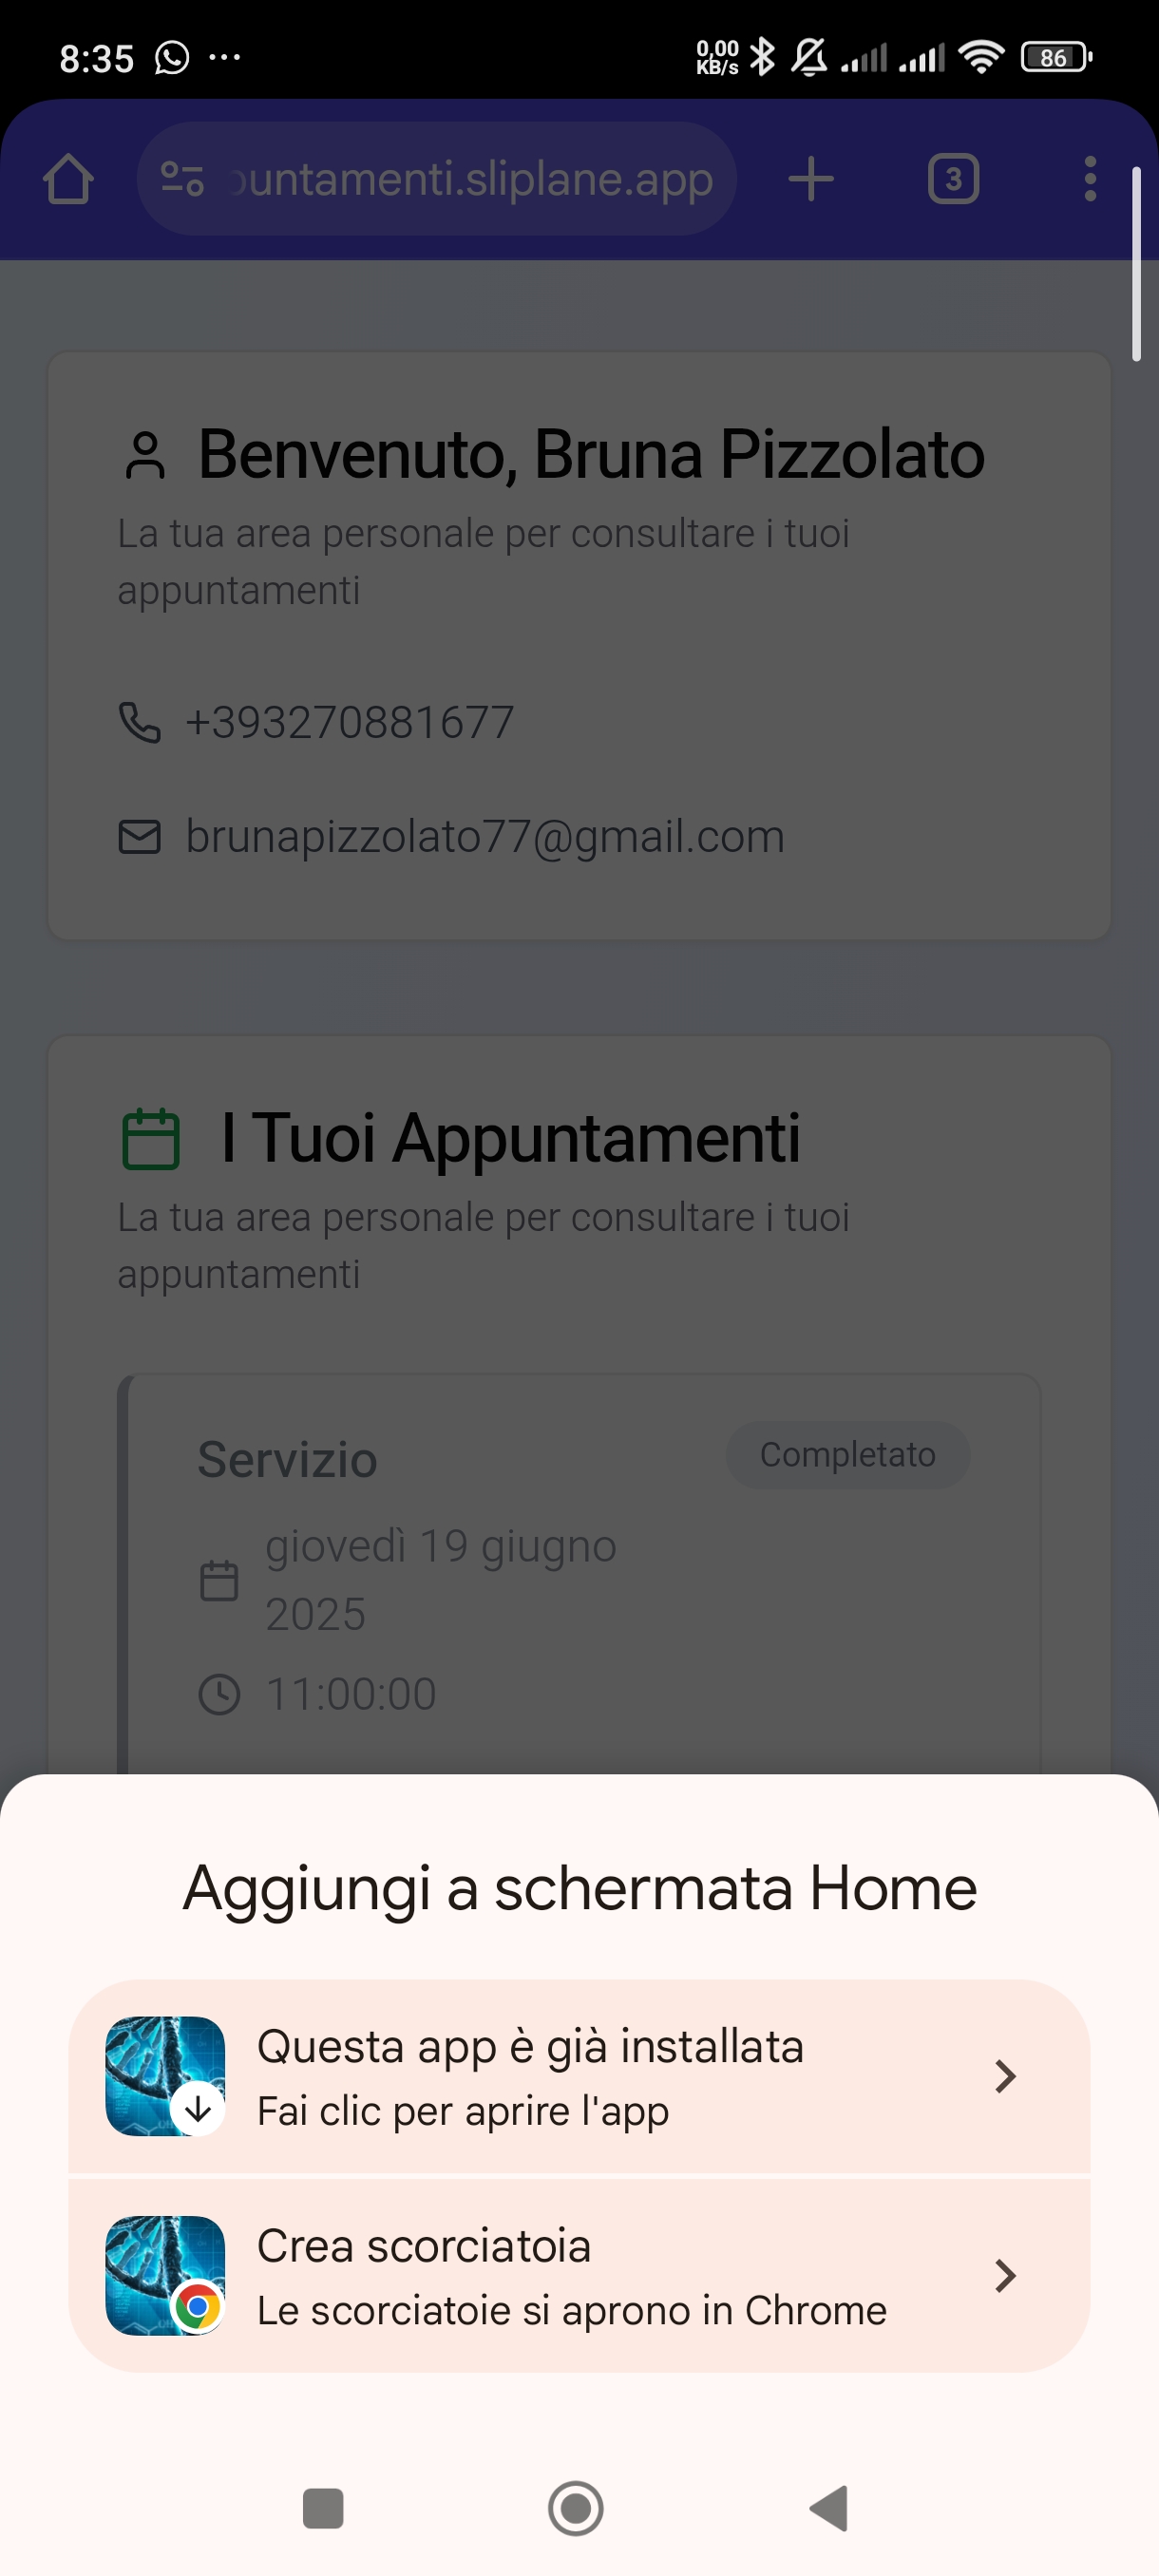 8:35
0,00
KB/s
86
untamenti.sliplane.app
3
Benvenuto, Bruna Pizzolato
La tua area personale per consultare i tuoi
appuntamenti
+393270881677
brunapizzolato77@gmail.com
I Tuoi Appuntamenti
La tua area personale per consultare i tuoi
appuntamenti
Servizio
Completato
giovedì 19 giugno
2025
11:00:00
Aggiungi a schermata Home
Questa app è già installata
Fai clic per aprire l'app
Crea scorciatoia
Le scorciatoie si aprono in Chrome